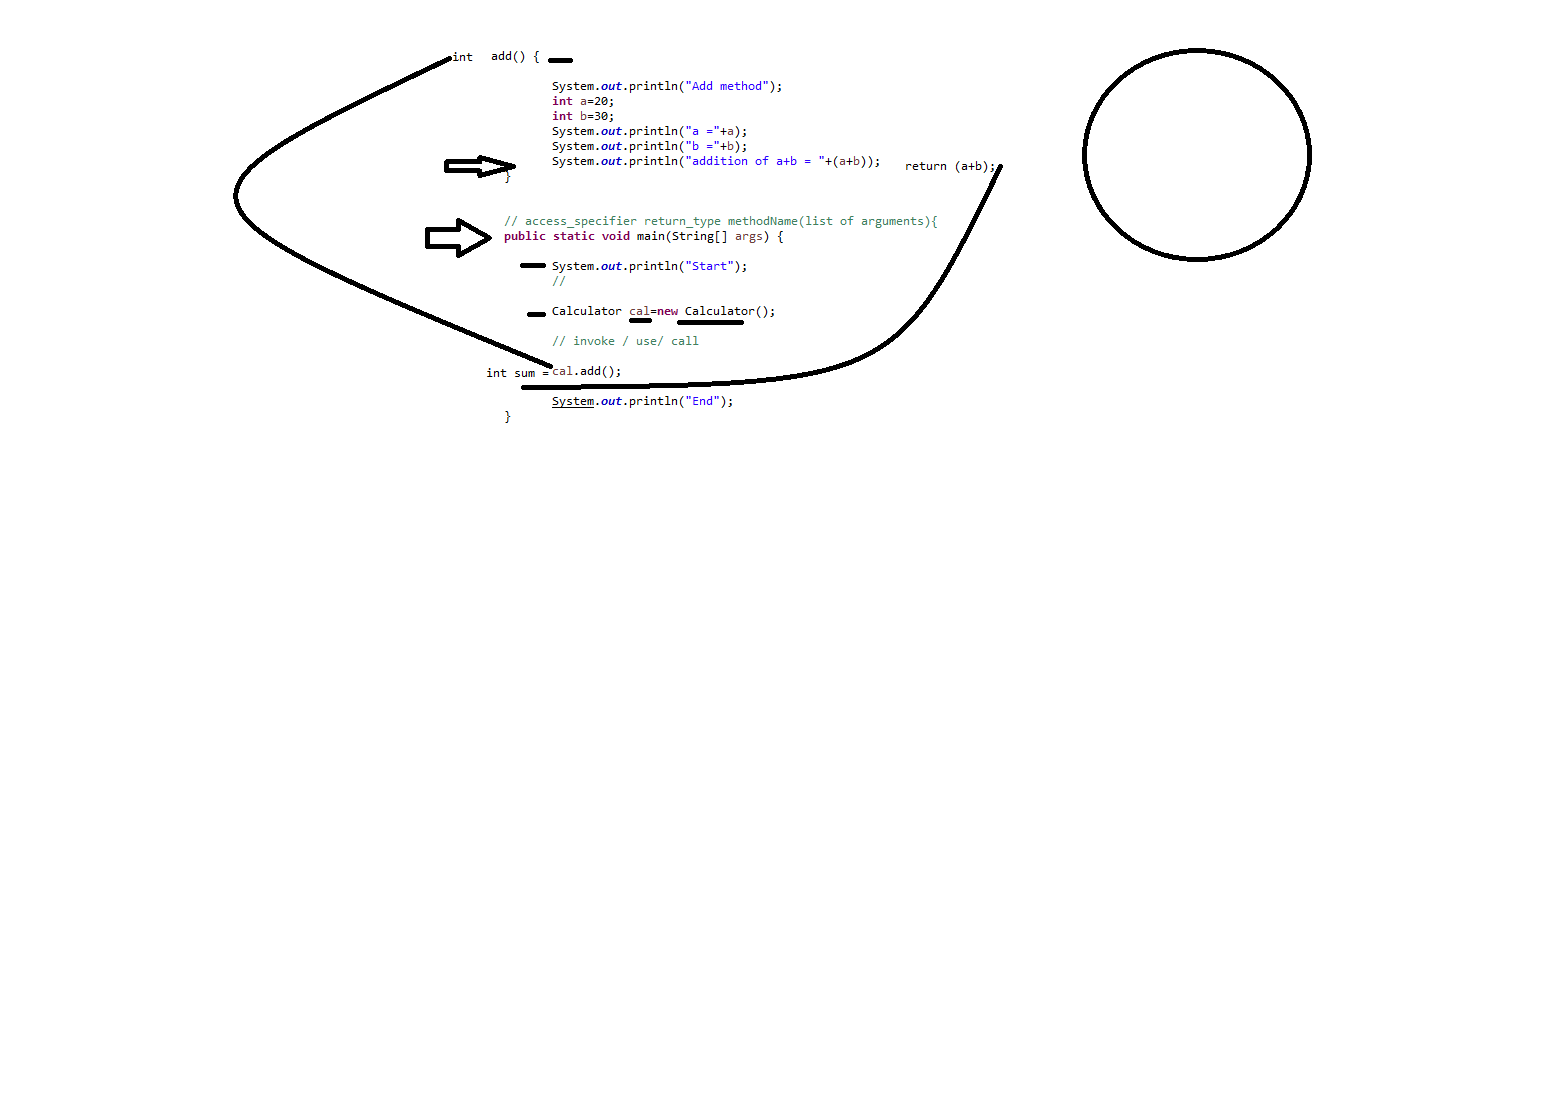 int add() {
System.out.println("Add method");
int a=20;
int b=30;
System.out.println("a ="+a);
System.out.println("b ="+b);
System.out.println("addition of a+b = "+(a+b)); return (a+b);
}
// access_specifier return_type methodName(list of arguments){
public static void main(String[] args) {
System.out.println("Start");
//
Calculator cal=new Calculator();
// invoke / use/ call
int sum = cal.add();
System.out.println("End");
}